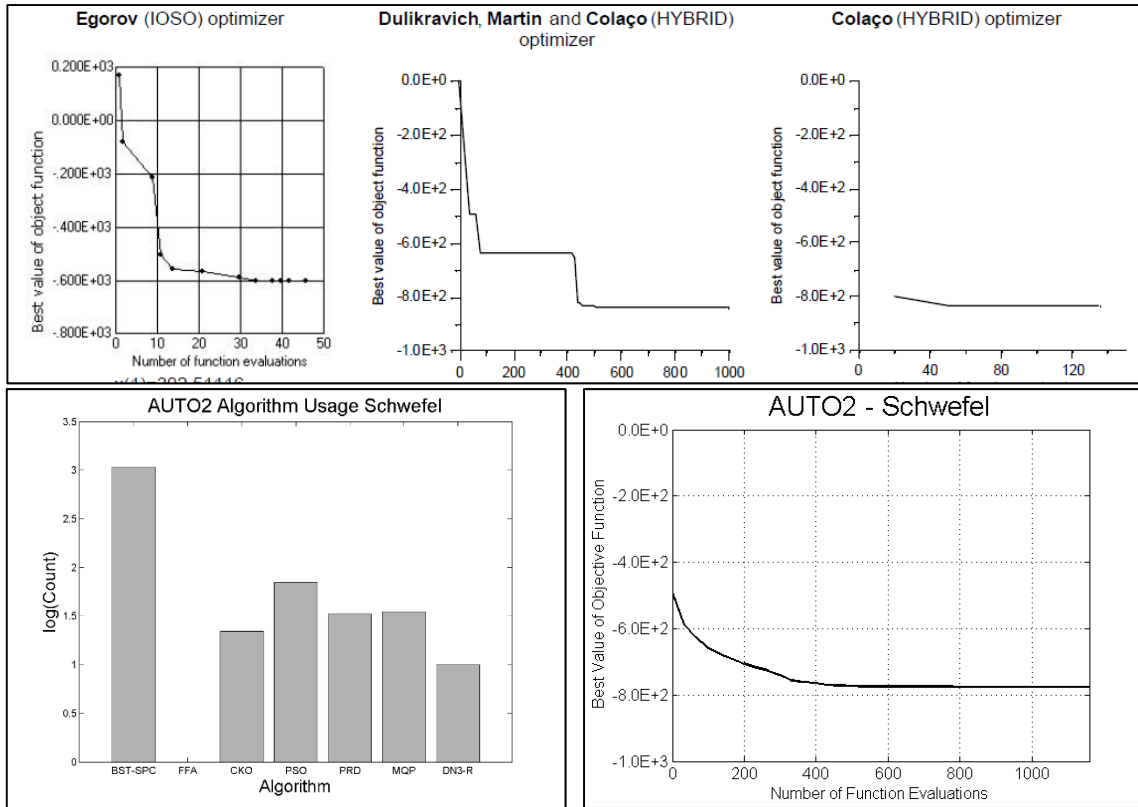 Egorov (IOSO) optimizer
0.200E+03
0.000E+00
-.200E+03
-.400E+03
-.600E+03
-.800E+03
Best value of object function
0 10 20 30 40 50
Number of function evaluations
Dulikravich, Martin and Colaço (HYBRID)
optimizer
0.0E+0
-2.0E+2
-4.0E+2
-6.0E+2
-8.0E+2
-1.0E+3
Best value of object function
0 200 400 600 800 1000
Colaço (HYBRID) optimizer
0.0E+0
-2.0E+2
-4.0E+2
-6.0E+2
-8.0E+2
-1.0E+3
Best value of object function
0 40 80 120
AUTO2 Algorithm Usage Schwefel
3.5
3
2.5
2
1.5
1
0.5
0
log(Count)
BST-SPC FFA CKO PSO PRD MQP DN3-R
Algorithm
AUTO2 - Schwefel
0.0E+0
-2.0E+2
-4.0E+2
-6.0E+2
-8.0E+2
-1.0E+3
Best Value of Objective Function
0 200 400 600 800 1000
Number of Function Evaluations